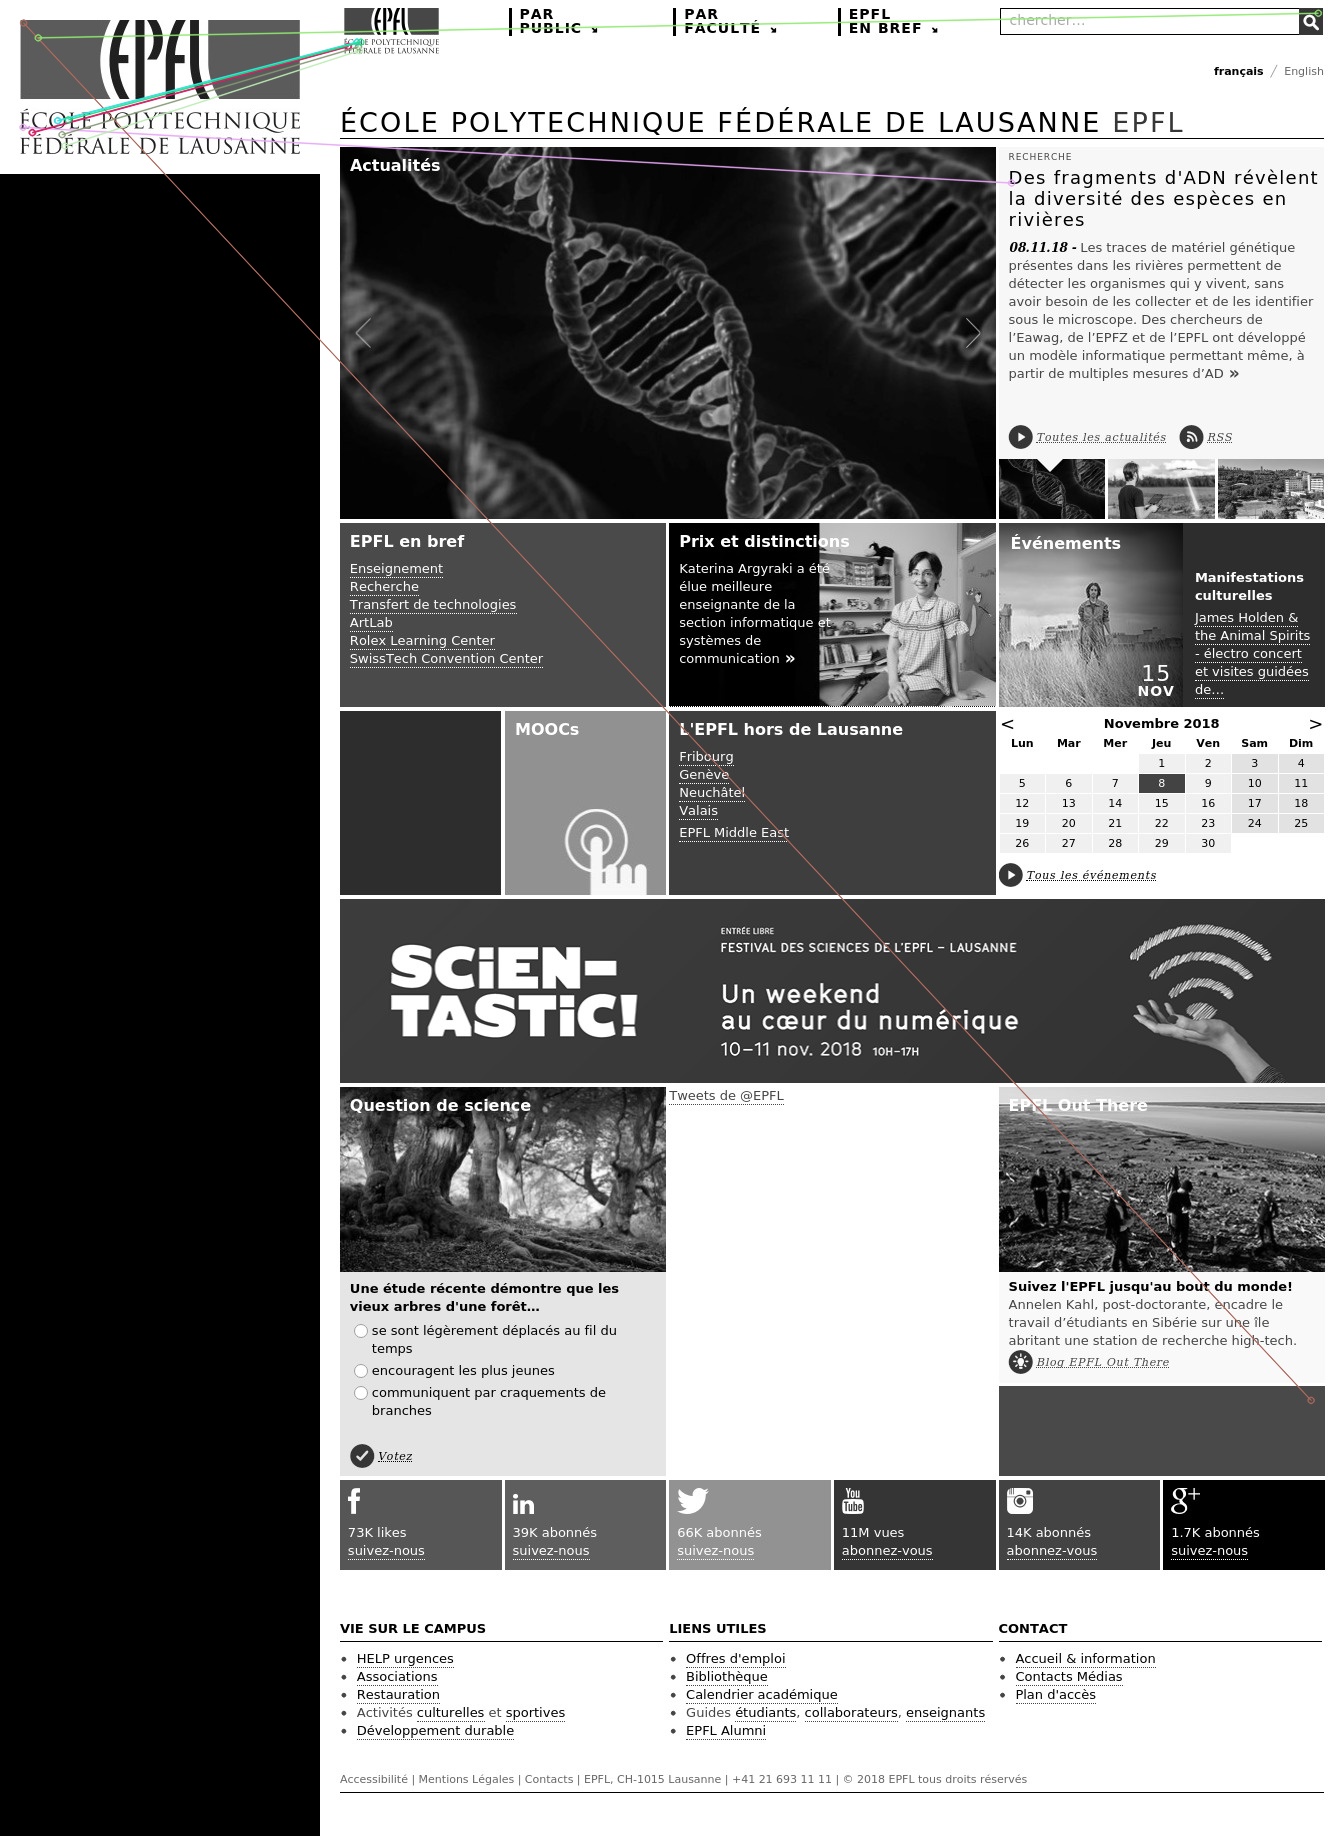 EPFL
ÉCOLE POLYTECHNIQUE
FÉDÉRALE DE LAUSANNE
EPFL
ÉCOLE POLYTECHNIQUE
FÉDÉRALE DE LAUSANNE
PAR
PUBLIC
PAR
FACULTÉ
EPFL
EN BREF
chercher...
français / English
ÉCOLE POLYTECHNIQUE FÉDÉRALE DE LAUSANNE EPFL
Actualités
RECHERCHE
Des fragments d'ADN révèlent
la diversité des espèces en
rivières
08.11.18 - Les traces de matériel génétique
présentes dans les rivières permettent de
détecter les organismes qui y vivent, sans
avoir besoin de les collecter et de les identifier
sous le microscope. Des chercheurs de
l’Eawag, de l’EPFZ et de l’EPFL ont développé
un modèle informatique permettant même, à
partir de multiples mesures d’AD »
Toutes les actualités RSS
EPFL en bref
Enseignement
Recherche
Transfert de technologies
ArtLab
Rolex Learning Center
SwissTech Convention Center
Prix et distinctions
Katerina Argyraki a été
élue meilleure
enseignante de la
section informatique et
systèmes de
communication »
Événements
15
NOV
Manifestations
culturelles
James Holden &
the Animal Spirits
- électro concert
et visites guidées
de...
MOOCs
L'EPFL hors de Lausanne
Fribourg
Genève
Neuchâtel
Valais
EPFL Middle East
< Novembre 2018 >
Lun Mar Mer Jeu Ven Sam Dim
1 2 3 4
5 6 7 8 9 10 11
12 13 14 15 16 17 18
19 20 21 22 23 24 25
26 27 28 29 30
Tous les événements
SCiEN-
TASTiC!
ENTRÉE LIBRE
FESTIVAL DES SCIENCES DE L'EPFL – LAUSANNE
Un weekend
au cœur du numérique
10–11 nov. 2018 10H–17H
Question de science
Une étude récente démontre que les
vieux arbres d'une forêt…
se sont légèrement déplacés au fil du
temps
encouragent les plus jeunes
communiquent par craquements de
branches
Votez
Tweets de @EPFL
EPFL Out There
Suivez l'EPFL jusqu'au bout du monde!
Annelen Kahl, post-doctorante, encadre le
travail d’étudiants en Sibérie sur une île
abritant une station de recherche high-tech.
Blog EPFL Out There
f
73K likes
suivez-nous
in
39K abonnés
suivez-nous
66K abonnés
suivez-nous
You
Tube
11M vues
abonnez-vous
14K abonnés
abonnez-vous
g+
1.7K abonnés
suivez-nous
VIE SUR LE CAMPUS
HELP urgences
Associations
Restauration
Activités culturelles et sportives
Développement durable
LIENS UTILES
Offres d'emploi
Bibliothèque
Calendrier académique
Guides étudiants, collaborateurs, enseignants
EPFL Alumni
CONTACT
Accueil & information
Contacts Médias
Plan d'accès
Accessibilité | Mentions Légales | Contacts | EPFL, CH-1015 Lausanne | +41 21 693 11 11 | © 2018 EPFL tous droits réservés